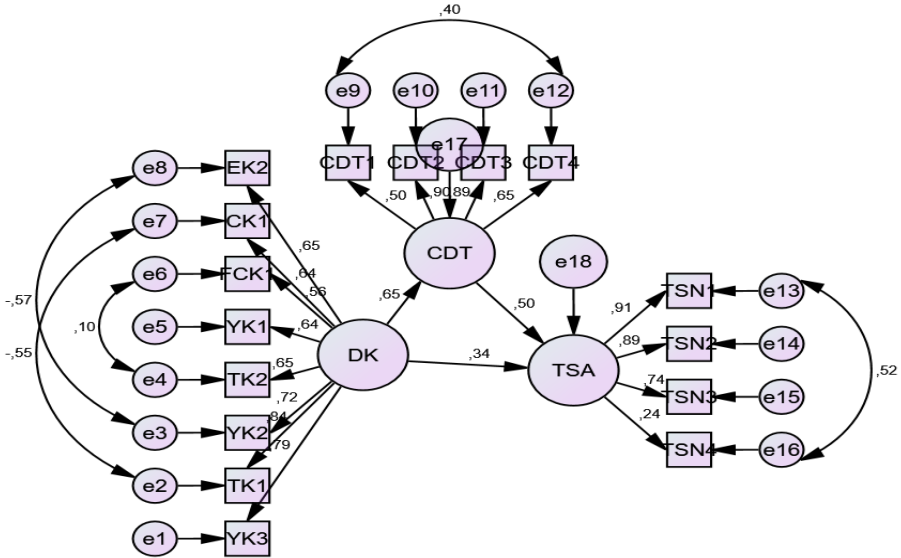 ,40
e9
e10
e11
e12
e17
CDT1
CDT2
CDT3
CDT4
,50
,90
,89
,65
e8
EK2
e7
CK1
e6
FCK1
e5
YK1
e4
TK2
e3
YK2
e2
TK1
e1
YK3
-,57
,10
-,55
,65
,64
,56
,64
,65
,72
,84
,79
DK
,65
CDT
,50
,34
e18
TSA
,91
,89
,74
,24
TSN1
e13
TSN2
e14
TSN3
e15
TSN4
e16
,52